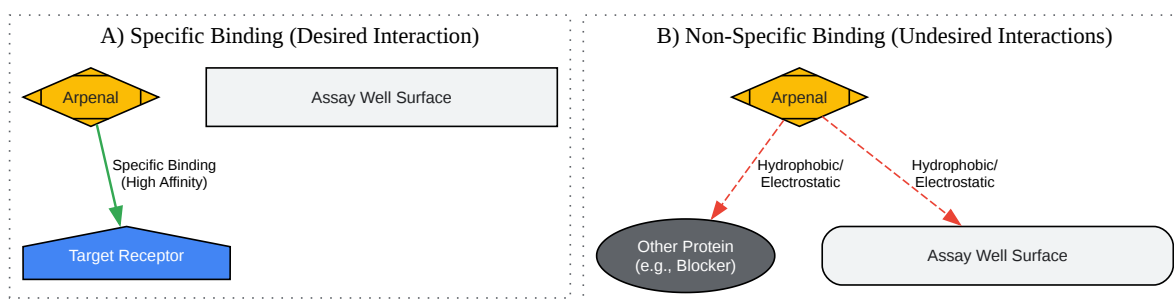 A) Specific Binding (Desired Interaction)
Arpenal
Assay Well Surface
Specific Binding
(High Affinity)
Target Receptor
B) Non-Specific Binding (Undesired Interactions)
Arpenal
Hydrophobic/
Electrostatic
Hydrophobic/
Electrostatic
Other Protein
(e.g., Blocker)
Assay Well Surface